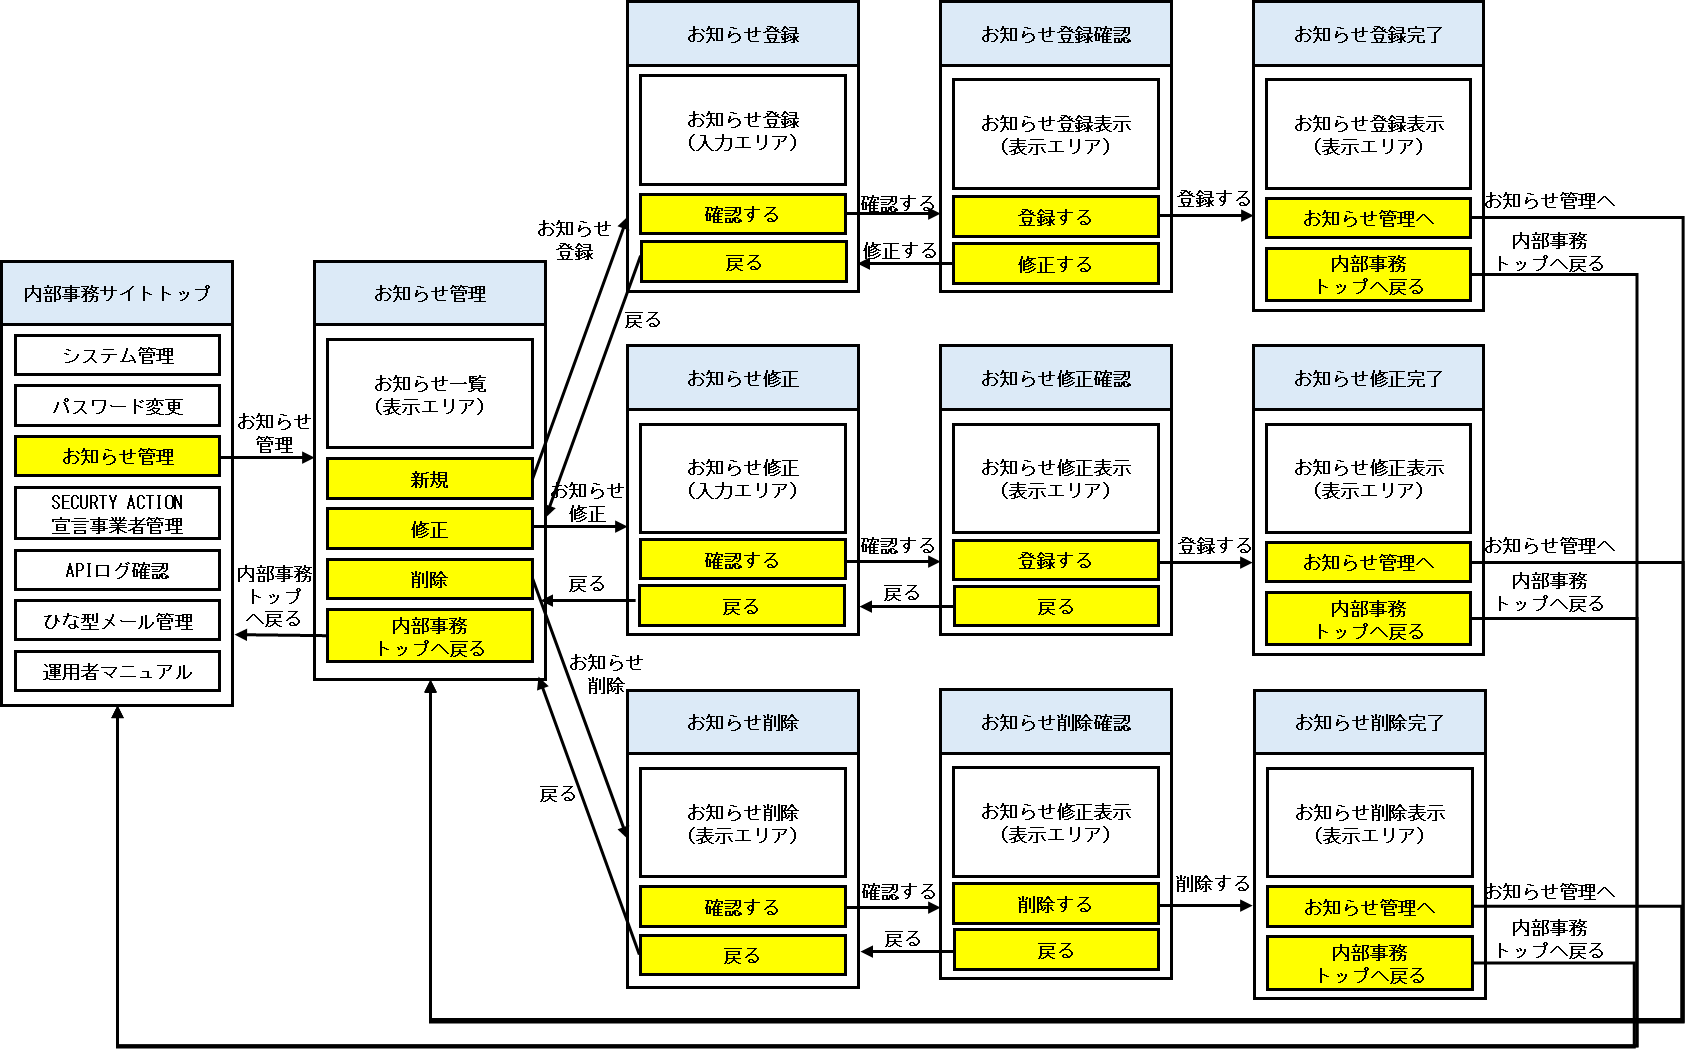 内部事務サイトトップ
システム管理
パスワード変更
お知らせ管理
SECURTY ACTION
宣言事業者管理
APIログ確認
ひな型メール管理
運用者マニュアル
お知らせ
管理
内部事務
トップ
へ戻る
お知らせ管理
お知らせ一覧
(表示エリア)
新規
修正
削除
内部事務
トップへ戻る
お知らせ
登録
戻る
お知らせ
修正
戻る
お知らせ
削除
戻る
お知らせ登録
お知らせ登録
(入力エリア)
確認する
戻る
確認する
修正する
お知らせ登録確認
お知らせ登録表示
(表示エリア)
登録する
修正する
登録する
お知らせ登録完了
お知らせ登録表示
(表示エリア)
お知らせ管理へ
内部事務
トップへ戻る
お知らせ管理へ
内部事務
トップへ戻る
お知らせ修正
お知らせ修正
(入力エリア)
確認する
戻る
確認する
戻る
お知らせ修正確認
お知らせ修正表示
(表示エリア)
登録する
戻る
登録する
お知らせ修正完了
お知らせ修正表示
(表示エリア)
お知らせ管理へ
内部事務
トップへ戻る
お知らせ管理へ
内部事務
トップへ戻る
お知らせ削除
お知らせ削除
(表示エリア)
確認する
戻る
確認する
戻る
お知らせ削除確認
お知らせ修正表示
(表示エリア)
削除する
戻る
削除する
お知らせ削除完了
お知らせ削除表示
(表示エリア)
お知らせ管理へ
内部事務
トップへ戻る
お知らせ管理へ
内部事務
トップへ戻る